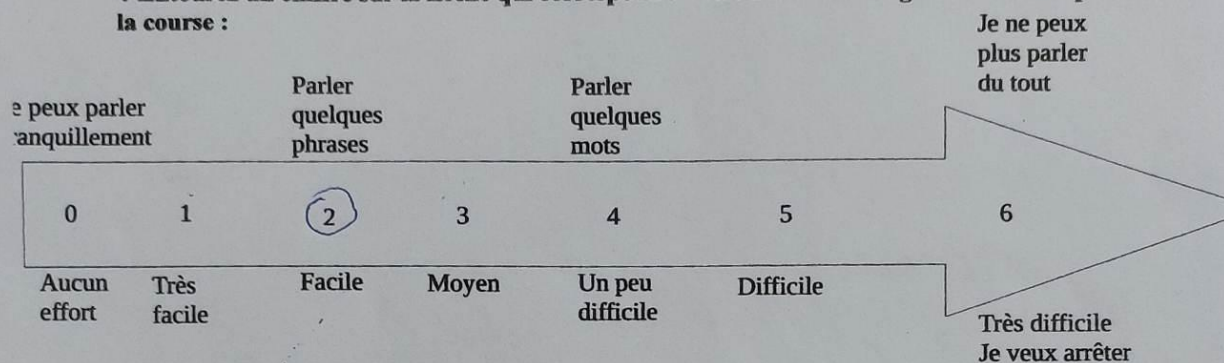 la course :
Je ne peux
plus parler
du tout
Parler
quelques
phrases
Parler
quelques
mots
peux parler
0 1 2 3 4 5 6
Aucun
effort
Très
facile
Facile
Moyen
Un peu
difficile
Difficile
Très difficile
Je veux arrêter